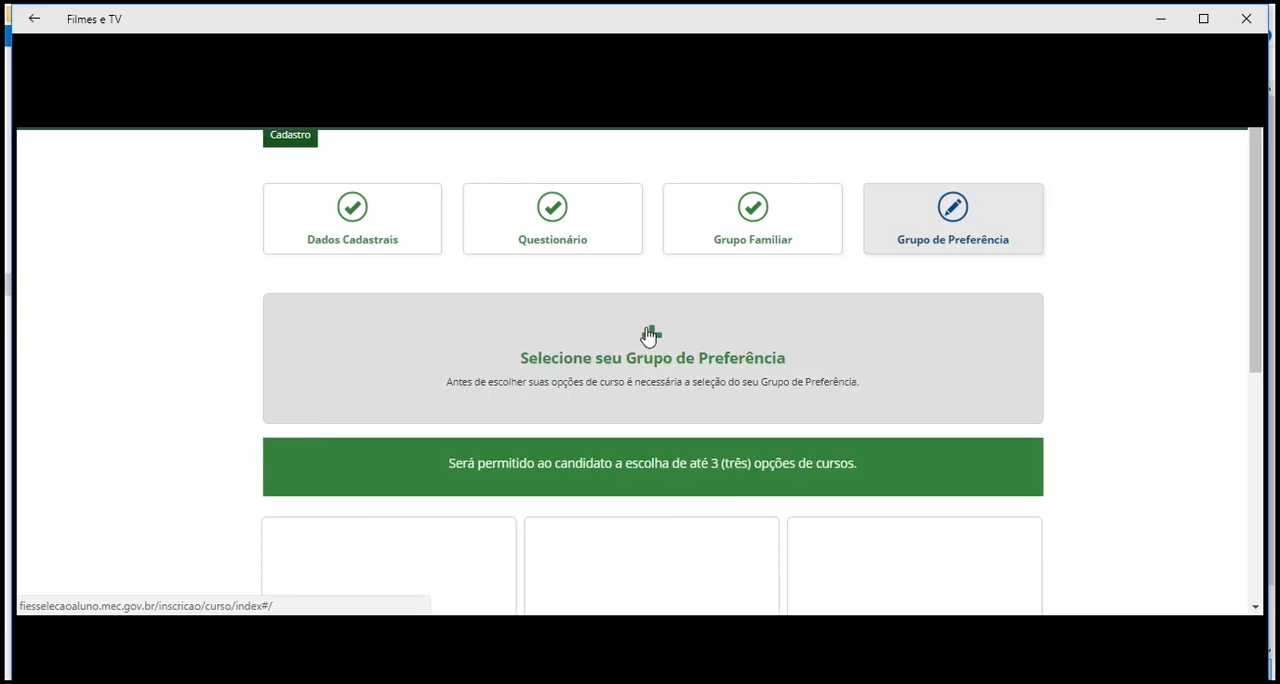 Filmes e TV
Cadastro
Dados Cadastrais
Questionário
Grupo Familiar
Grupo de Preferência
Selecione seu Grupo de Preferência
Antes de escolher suas opções de curso é necessária a seleção do seu Grupo de Preferência.
Será permitido ao candidato a escolha de até 3 (três) opções de cursos.
fiesselecaoaluno.mec.gov.br/inscricao/curso/index#/